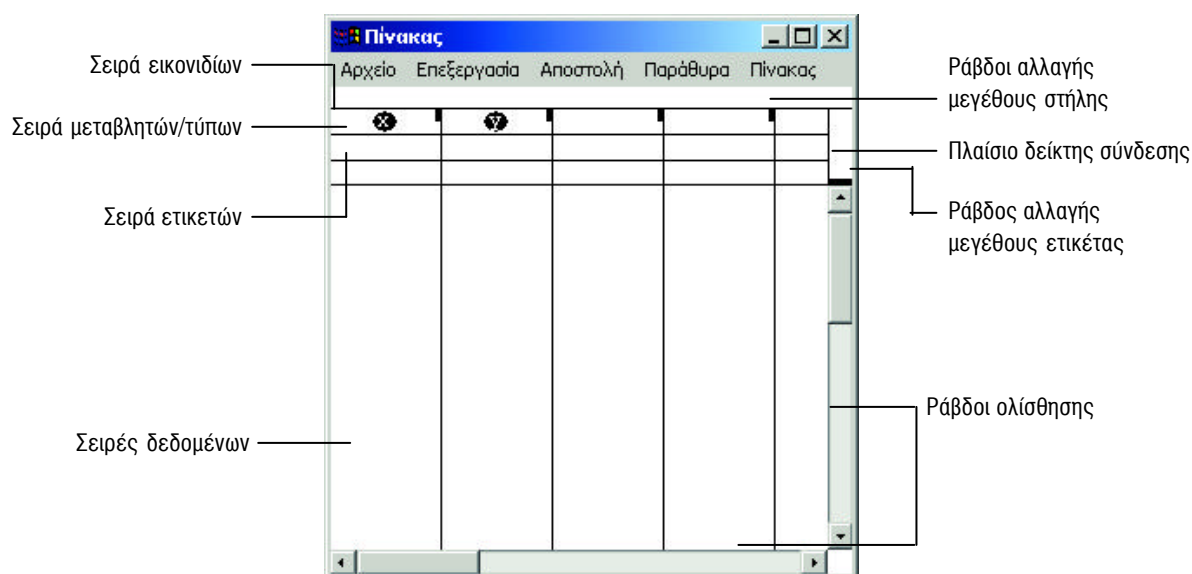 Πίνακας
Αρχείο Επεξεργασία Αποστολή Παράθυρα Πίνακας
x y
Σειρά εικονιδίων
Σειρά μεταβλητών/τύπων
Σειρά ετικετών
Σειρές δεδομένων
Ράβδοι αλλαγής
μεγέθους στήλης
Πλαίσιο δείκτης σύνδεσης
Ράβδος αλλαγής
μεγέθους ετικέτας
Ράβδοι ολίσθησης